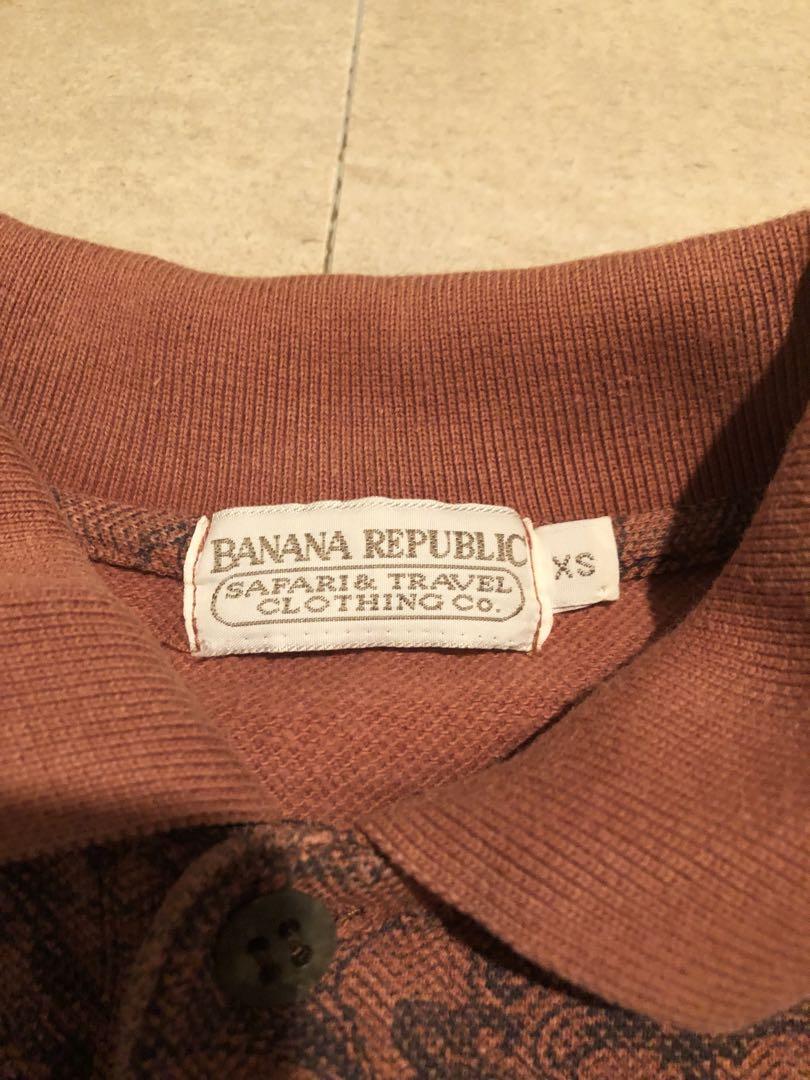 BANANA REPUBLIC
SAFARI & TRAVEL
CLOTHING CO.
XS